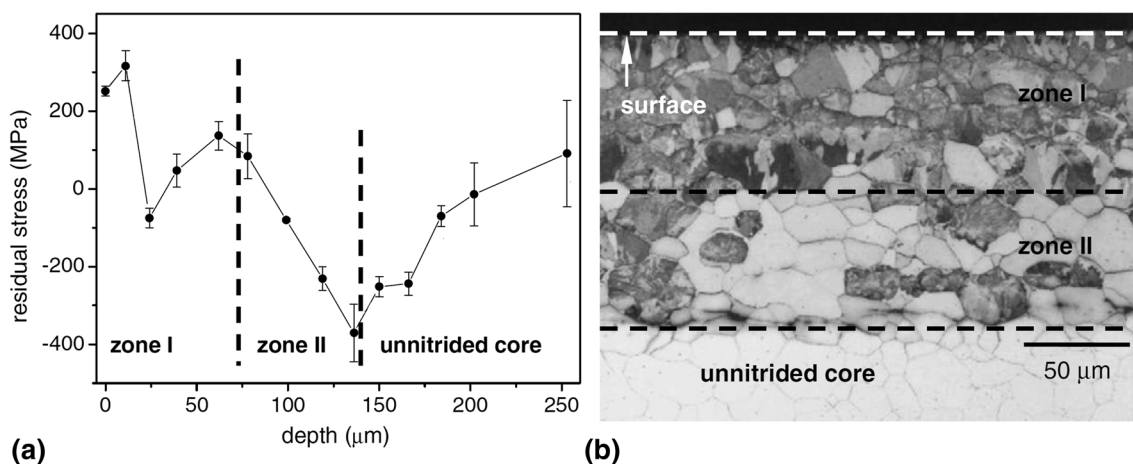 400
200
0
-200
-400
residual stress (MPa)
zone I
zone II
unnitrided core
0
50
100
150
200
250
depth (μm)
(a)
surface
zone I
zone II
unnitrided core
50 μm
(b)